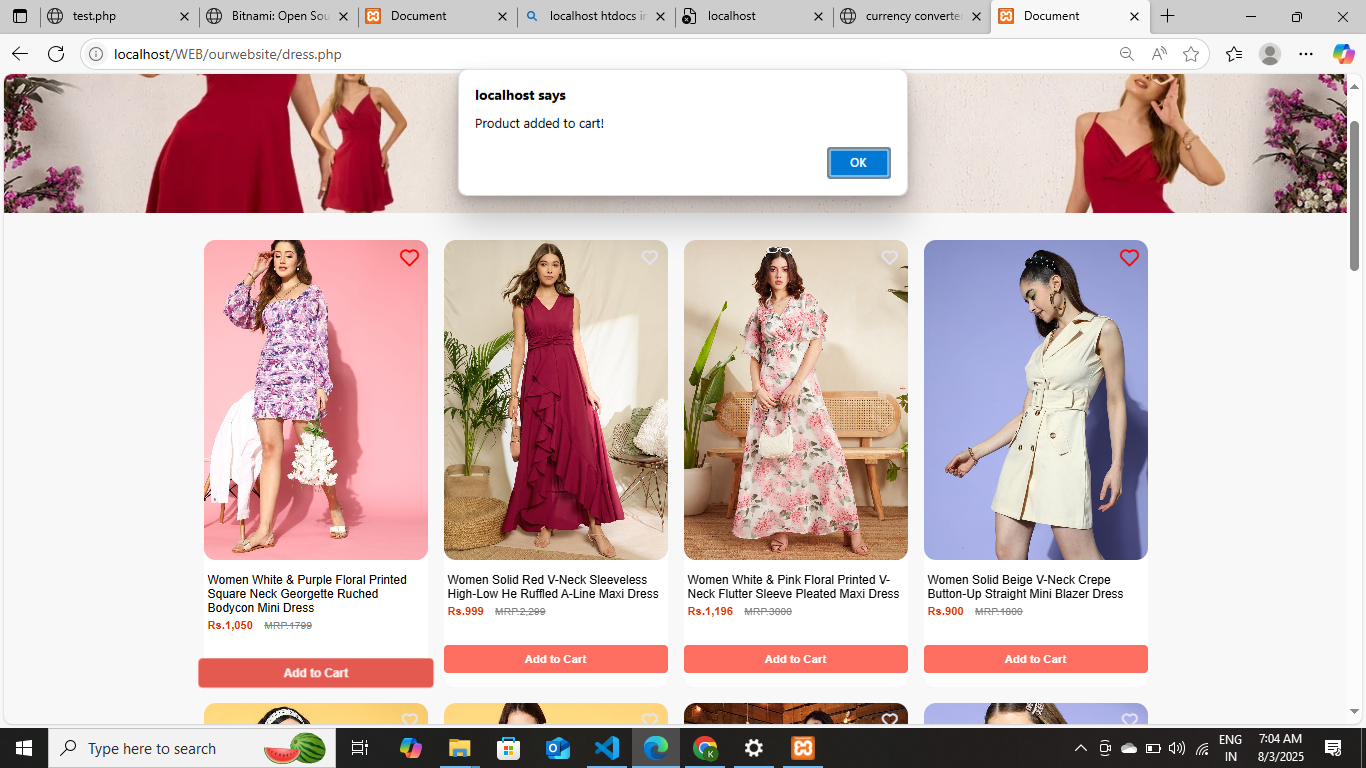 test.php
Bitnami: Open Sou
Document
localhost htdocs in
localhost
currency converter
Document
localhost/WEB/ourwebsite/dress.php
localhost says
Product added to cart!
OK
Women White & Purple Floral Printed
Square Neck Georgette Ruched
Bodycon Mini Dress
Rs.1,050 MRP.1799
Add to Cart
Women Solid Red V-Neck Sleeveless
High-Low He Ruffled A-Line Maxi Dress
Rs.999 MRP.2,299
Add to Cart
Women White & Pink Floral Printed V-
Neck Flutter Sleeve Pleated Maxi Dress
Rs.1,196 MRP.3000
Add to Cart
Women Solid Beige V-Neck Crepe
Button-Up Straight Mini Blazer Dress
Rs.900 MRP.1800
Add to Cart
Type here to search
ENG
IN
7:04 AM
8/3/2025